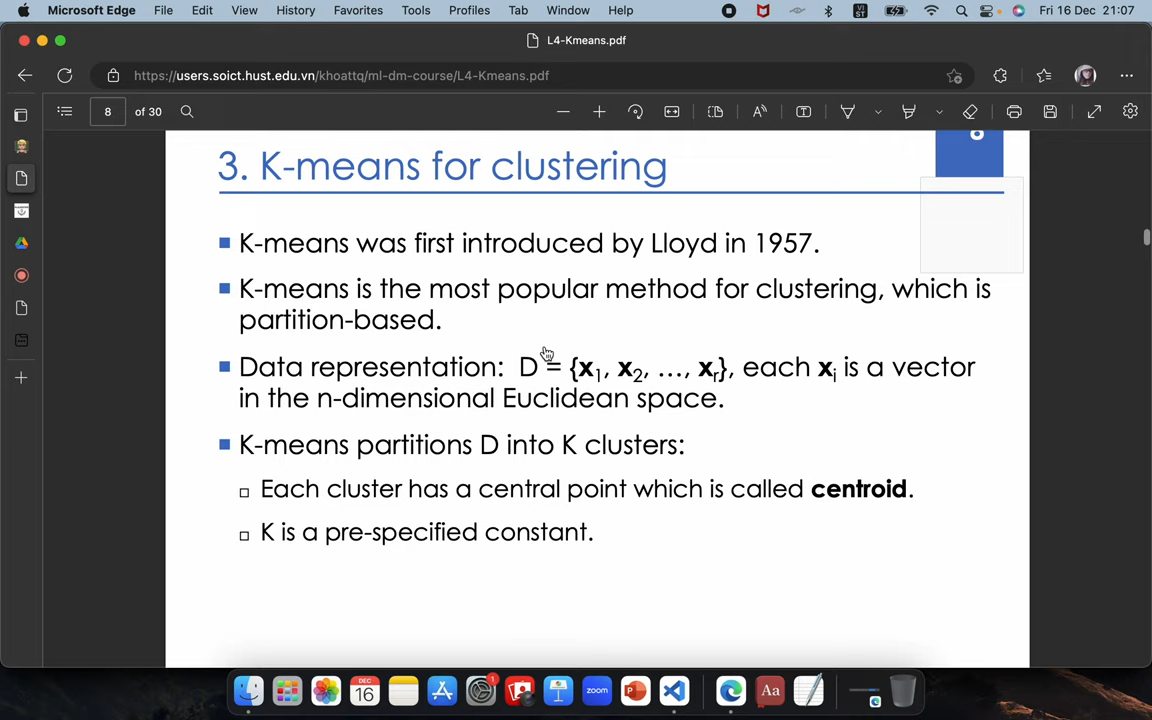 Microsoft Edge File Edit View History Favorites Tools Profiles Tab Window Help VI ST Fri 16 Dec 21:07
L4-Kmeans.pdf
https://users.soict.hust.edu.vn/khoattq/ml-dm-course/L4-Kmeans.pdf
8 of 30
3. K-means for clustering
K-means was first introduced by Lloyd in 1957.
K-means is the most popular method for clustering, which is
partition-based.
Data representation: D = {x1, x2, …, xr}, each xi is a vector
in the n-dimensional Euclidean space.
K-means partitions D into K clusters:
Each cluster has a central point which is called centroid.
K is a pre-specified constant.
DEC
16
1
zoom
Aa